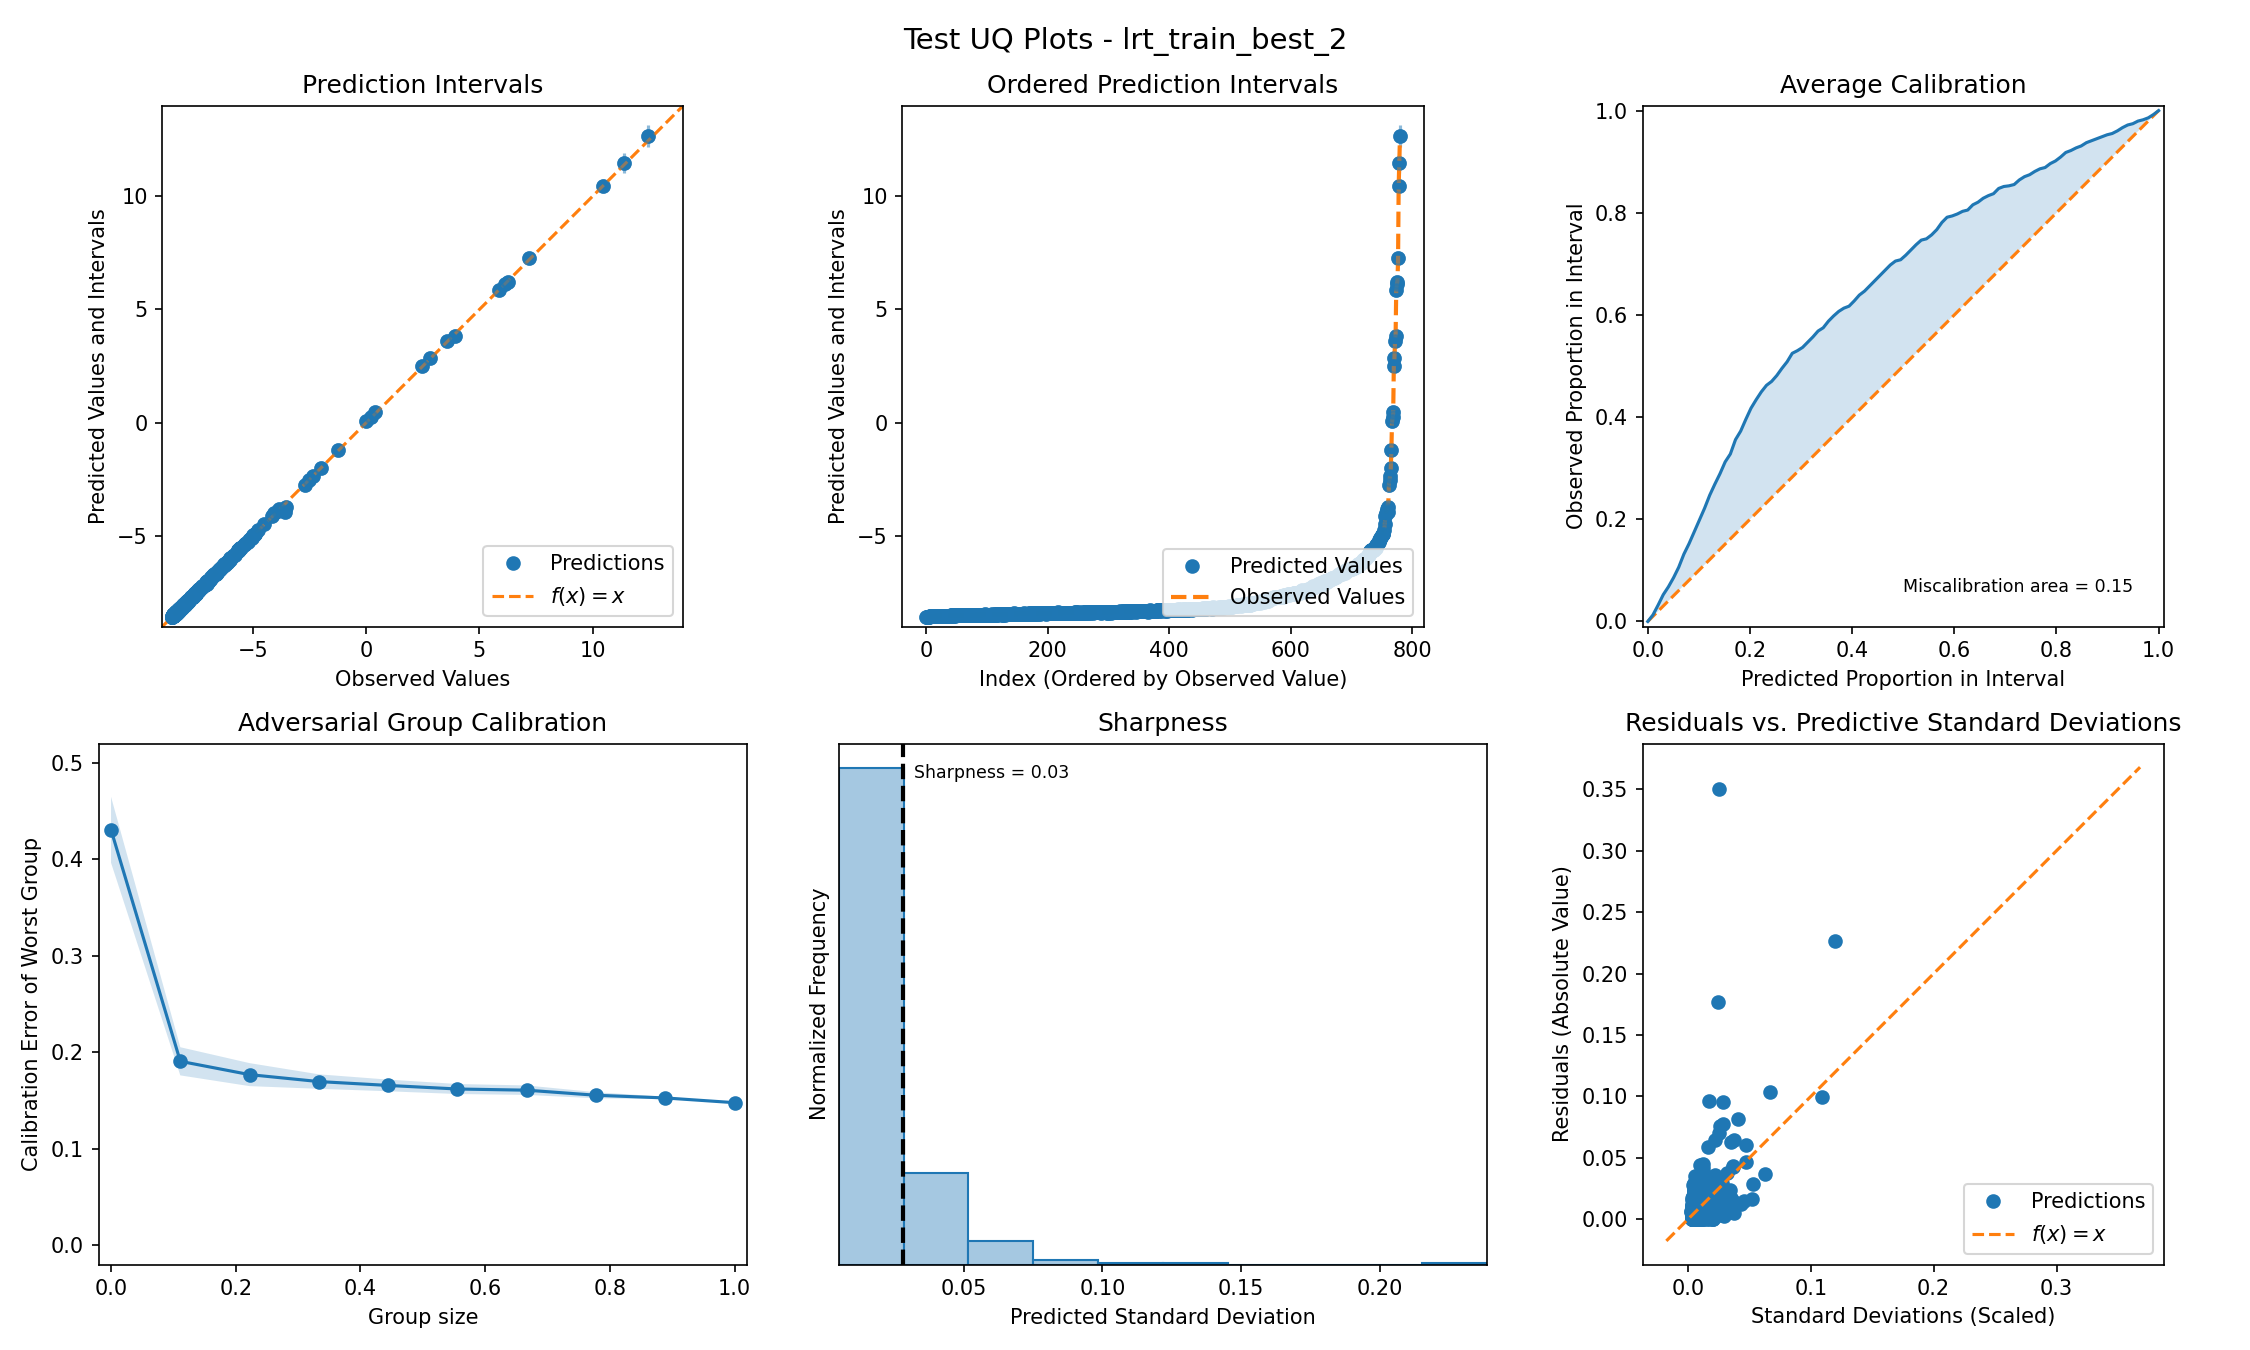 Test UQ Plots - lrt_train_best_2
Prediction Intervals
Predicted Values and Intervals
10
5
0
−5
−5
0
5
10
Observed Values
Predictions
f(x) = x
Ordered Prediction Intervals
Predicted Values and Intervals
10
5
0
−5
0
200
400
600
800
Index (Ordered by Observed Value)
Predicted Values
Observed Values
Average Calibration
Observed Proportion in Interval
1.0
0.8
0.6
0.4
0.2
0.0
0.0
0.2
0.4
0.6
0.8
1.0
Predicted Proportion in Interval
Miscalibration area = 0.15
Adversarial Group Calibration
Calibration Error of Worst Group
0.5
0.4
0.3
0.2
0.1
0.0
0.0
0.2
0.4
0.6
0.8
1.0
Group size
Sharpness
Normalized Frequency
Sharpness = 0.03
0.05
0.10
0.15
0.20
Predicted Standard Deviation
Residuals vs. Predictive Standard Deviations
Residuals (Absolute Value)
0.35
0.30
0.25
0.20
0.15
0.10
0.05
0.00
0.0
0.1
0.2
0.3
Standard Deviations (Scaled)
Predictions
f(x) = x